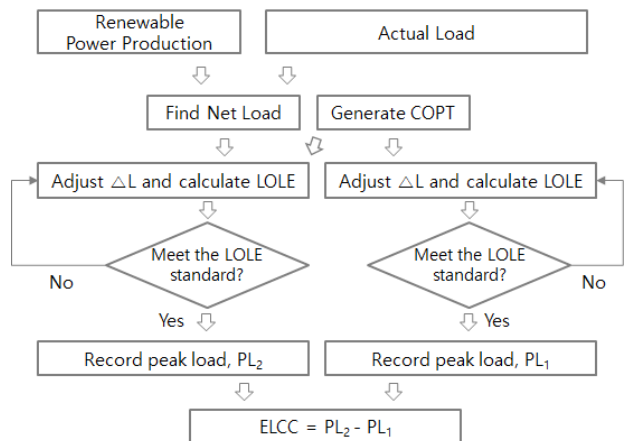 Renewable
Power Production
Actual Load
Find Net Load
Generate COPT
Adjust △L and calculate LOLE
Adjust △L and calculate LOLE
Meet the LOLE
standard?
Meet the LOLE
standard?
No
No
Yes
Yes
Record peak load, PL₂
Record peak load, PL₁
ELCC = PL₂ - PL₁